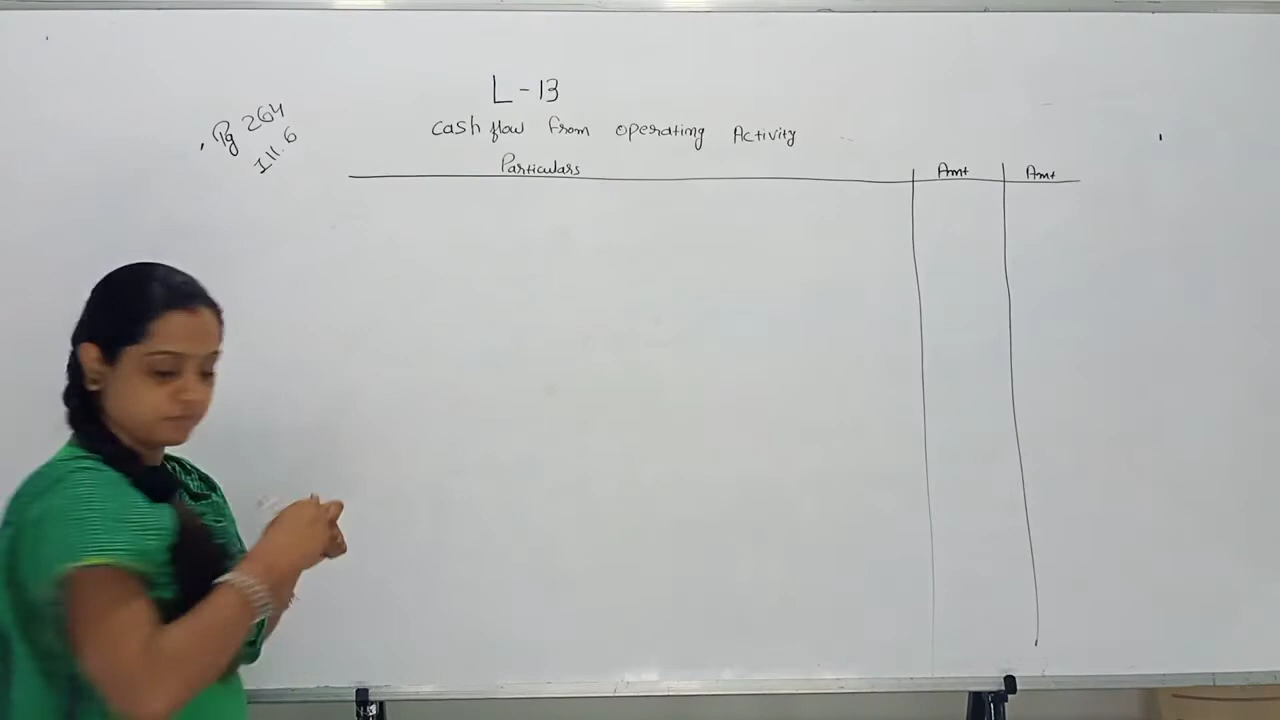 L - 13
Pg 264
Ill. 6
Cash flow from operating Activity
Particulars Amt Amt